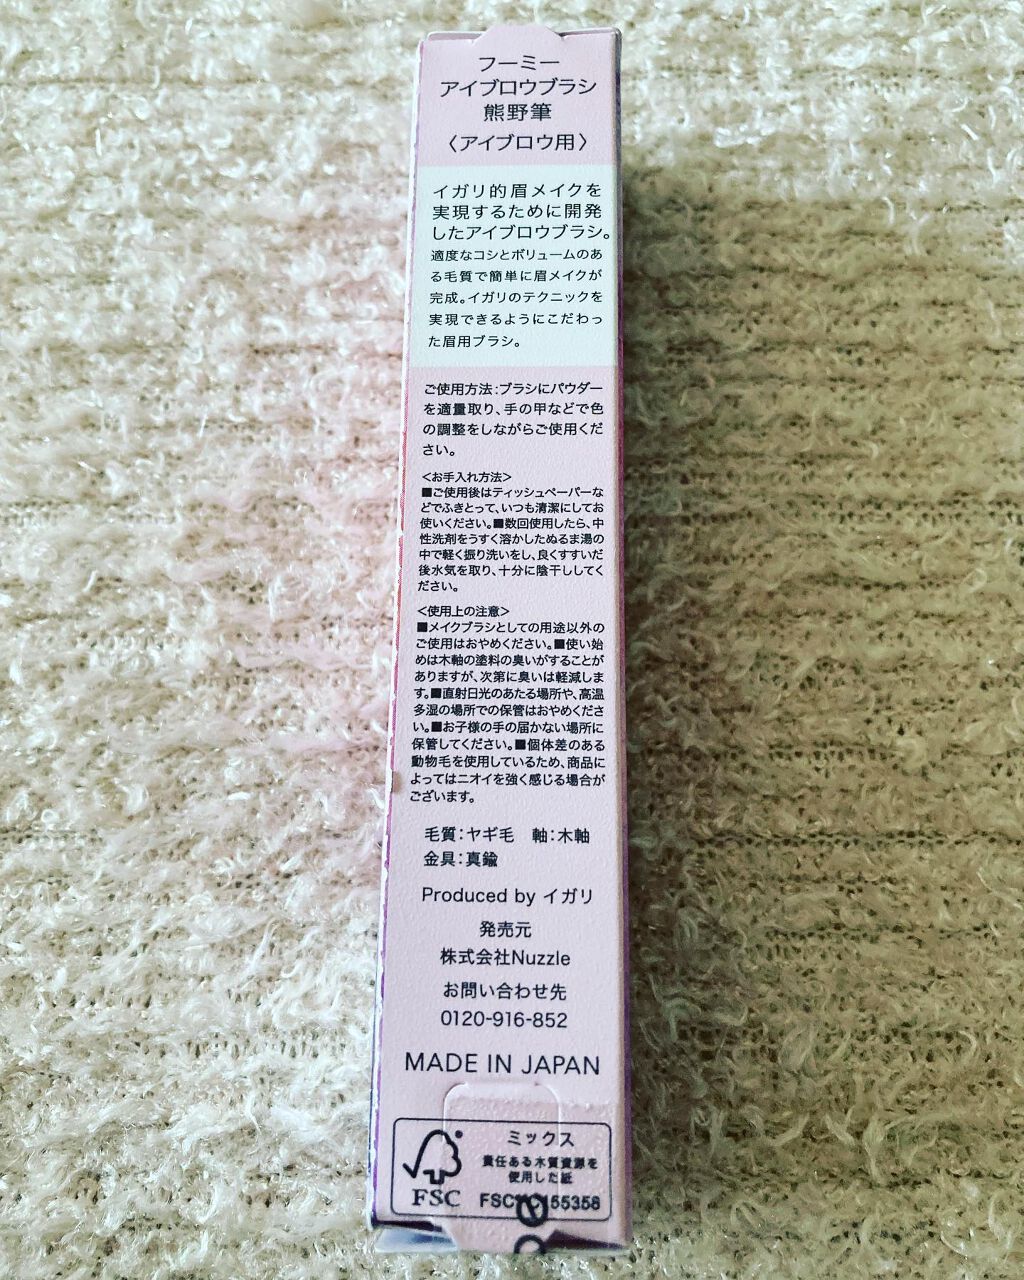 フーミー
アイブロウブラシ
熊野筆
〈アイブロウ用〉
イガリ的眉メイクを
実現するために開発
したアイブロウブラシ。
適度なコシとボリュームのあ
る毛質で簡単に眉メイクが
完成。イガリのテクニックを
実現できるようにこだわっ
た眉用ブラシ。
ご使用方法:ブラシにパウダー
を適量取り、手の甲などで色
の調整をしながらご使用くだ
さい。
<お手入れ方法>
■ご使用後はティッシュペーパーな
どでふきとって、いつも清潔にしてお
使いください。■数回使用したら、中
性洗剤をうすく溶かしたぬるま湯の
中で軽く振り洗いをし、良くすすいだ
後水気を取り、十分に陰干ししてく
ださい。
<使用上の注意>
■メイクブラシとしての用途以外の
ご使用はおやめください。■使い始
めは木軸の塗料の臭いがすることが
ありますが、次第に臭いは軽減しま
す。■直射日光のあたる場所や、高温
多湿の場所での保管はおやめくださ
い。■お子様の手の届かない場所に
保管してください。■個体差のある
動物毛を使用しているため、商品に
よってはニオイを強く感じる場合が
ございます。
毛質:ヤギ毛 軸:木軸
金具:真鍮
Produced by イガリ
発売元
株式会社Nuzzle
お問い合わせ先
0120-916-852
MADE IN JAPAN
ミックス
責任ある木質資源を
使用した紙
FSC